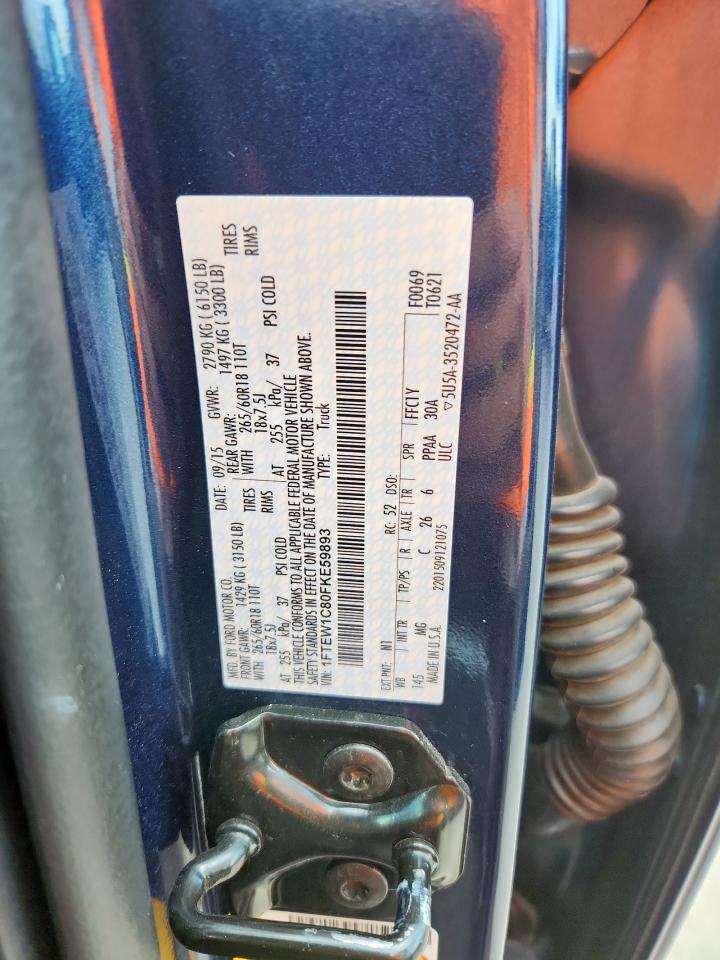 MFD. BY FORD MOTOR CO. DATE: 09/15 GVWR: 2790 KG ( 6150 LB)
FRONT GAWR: 1429 KG ( 3150 LB) REAR GAWR: 1497 KG ( 3300 LB)
WITH 265/60R18 110T TIRES WITH 265/60R18 110T TIRES
18x7.5J RIMS 18x7.5J RIMS
AT 255 kPa/ 37 PSI COLD AT 255 kPa/ 37 PSI COLD
THIS VEHICLE CONFORMS TO ALL APPLICABLE FEDERAL MOTOR VEHICLE
SAFETY STANDARDS IN EFFECT ON THE DATE OF MANUFACTURE SHOWN ABOVE.
VIN: 1FTEW1C80FKE59893 TYPE: Truck
EXT PNT: N1 RC: 52 DSO: F0069
WB INT TR TP/PS R AXLE TR SPR FFC1Y T0621
145 MG C 26 6 PPAA 30A
MADE IN U.S.A. 2201509121075 ULC ▽5U5A-3520472-AA